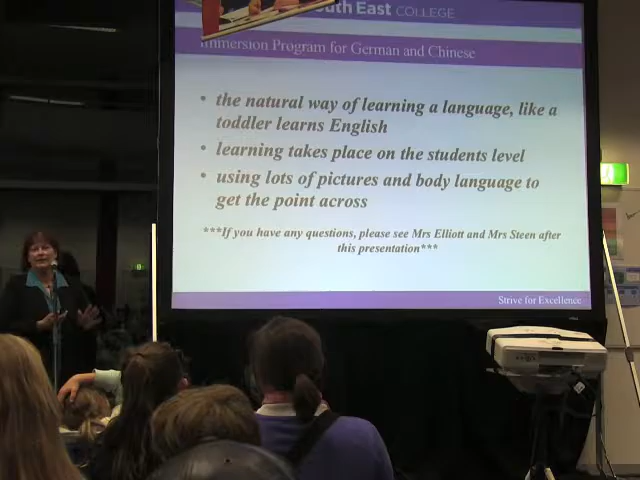 uth East COLLEGE
Immersion Program for German and Chinese
• the natural way of learning a language, like a
toddler learns English
• learning takes place on the students level
• using lots of pictures and body language to
get the point across
***If you have any questions, please see Mrs Elliott and Mrs Steen after
this presentation***
Strive for Excellence